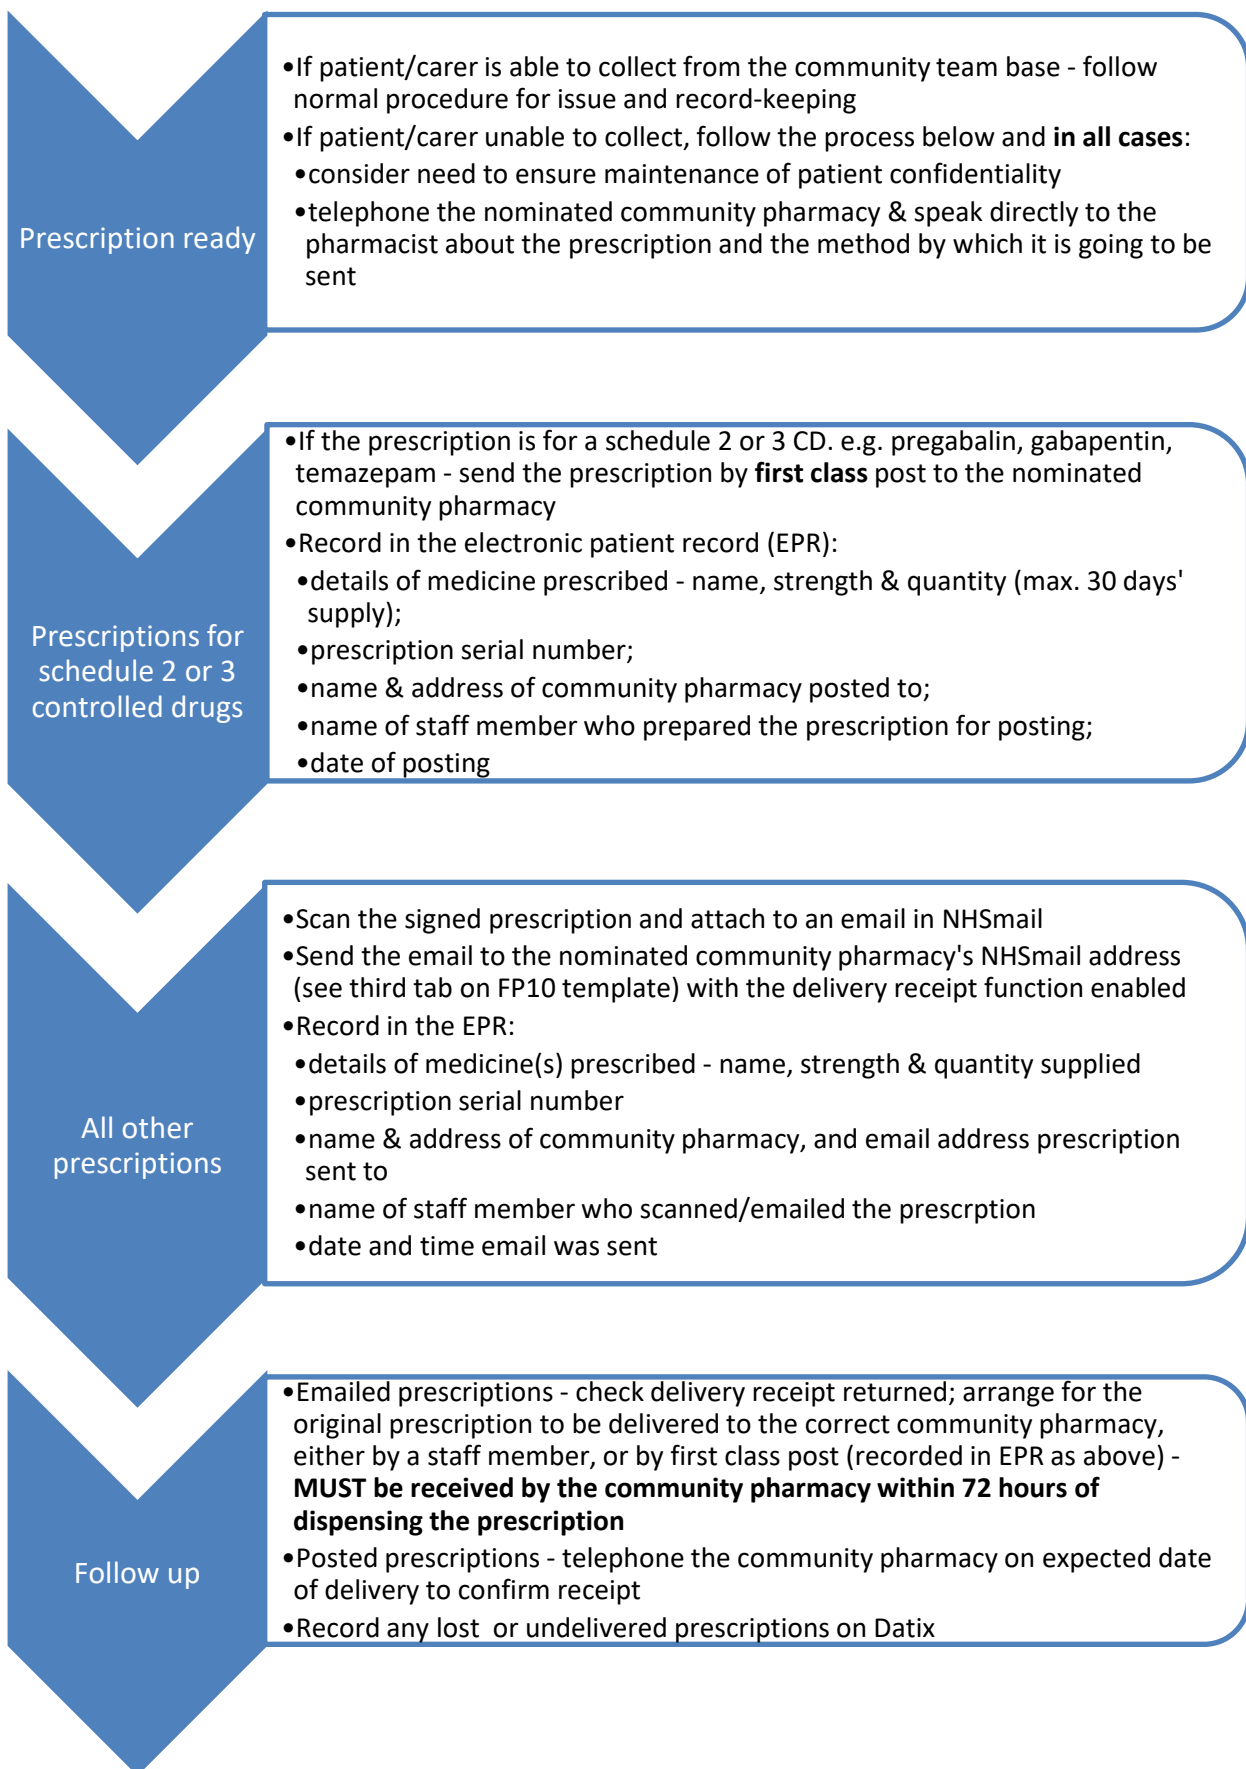 Prescription ready
•If patient/carer is able to collect from the community team base - follow
normal procedure for issue and record-keeping
•If patient/carer unable to collect, follow the process below and in all cases:
•consider need to ensure maintenance of patient confidentiality
•telephone the nominated community pharmacy & speak directly to the
pharmacist about the prescription and the method by which it is going to be
sent
Prescriptions for
schedule 2 or 3
controlled drugs
•If the prescription is for a schedule 2 or 3 CD. e.g. pregabalin, gabapentin,
temazepam - send the prescription by first class post to the nominated
community pharmacy
•Record in the electronic patient record (EPR):
•details of medicine prescribed - name, strength & quantity (max. 30 days'
supply);
•prescription serial number;
•name & address of community pharmacy posted to;
•name of staff member who prepared the prescription for posting;
•date of posting
All other
prescriptions
•Scan the signed prescription and attach to an email in NHSmail
•Send the email to the nominated community pharmacy's NHSmail address
(see third tab on FP10 template) with the delivery receipt function enabled
•Record in the EPR:
•details of medicine(s) prescribed - name, strength & quantity supplied
•prescription serial number
•name & address of community pharmacy, and email address prescription
sent to
•name of staff member who scanned/emailed the prescrption
•date and time email was sent
Follow up
•Emailed prescriptions - check delivery receipt returned; arrange for the
original prescription to be delivered to the correct community pharmacy,
either by a staff member, or by first class post (recorded in EPR as above) -
MUST be received by the community pharmacy within 72 hours of
dispensing the prescription
•Posted prescriptions - telephone the community pharmacy on expected date
of delivery to confirm receipt
•Record any lost  or undelivered prescriptions on Datix